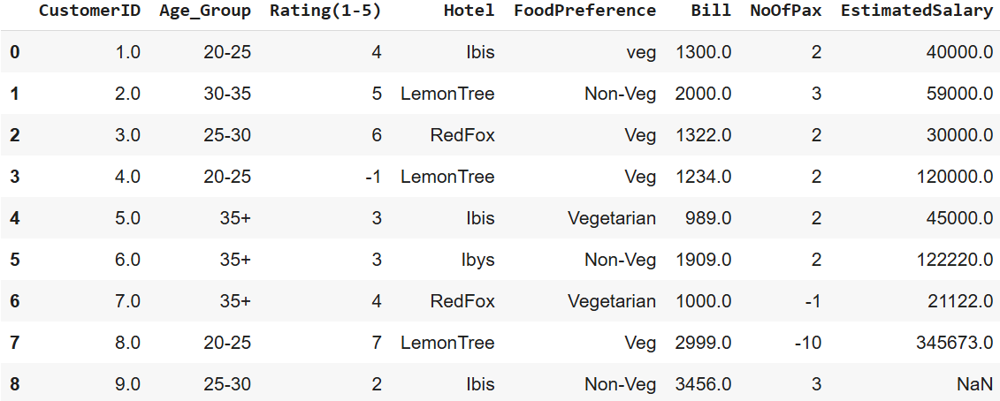 CustomerID Age_Group Rating(1-5) Hotel FoodPreference Bill NoOfPax EstimatedSalary
0 1.0 20-25 4 Ibis veg 1300.0 2 40000.0
1 2.0 30-35 5 LemonTree Non-Veg 2000.0 3 59000.0
2 3.0 25-30 6 RedFox Veg 1322.0 2 30000.0
3 4.0 20-25 -1 LemonTree Veg 1234.0 2 120000.0
4 5.0 35+ 3 Ibis Vegetarian 989.0 2 45000.0
5 6.0 35+ 3 Ibys Non-Veg 1909.0 2 122220.0
6 7.0 35+ 4 RedFox Vegetarian 1000.0 -1 21122.0
7 8.0 20-25 7 LemonTree Veg 2999.0 -10 345673.0
8 9.0 25-30 2 Ibis Non-Veg 3456.0 3 NaN